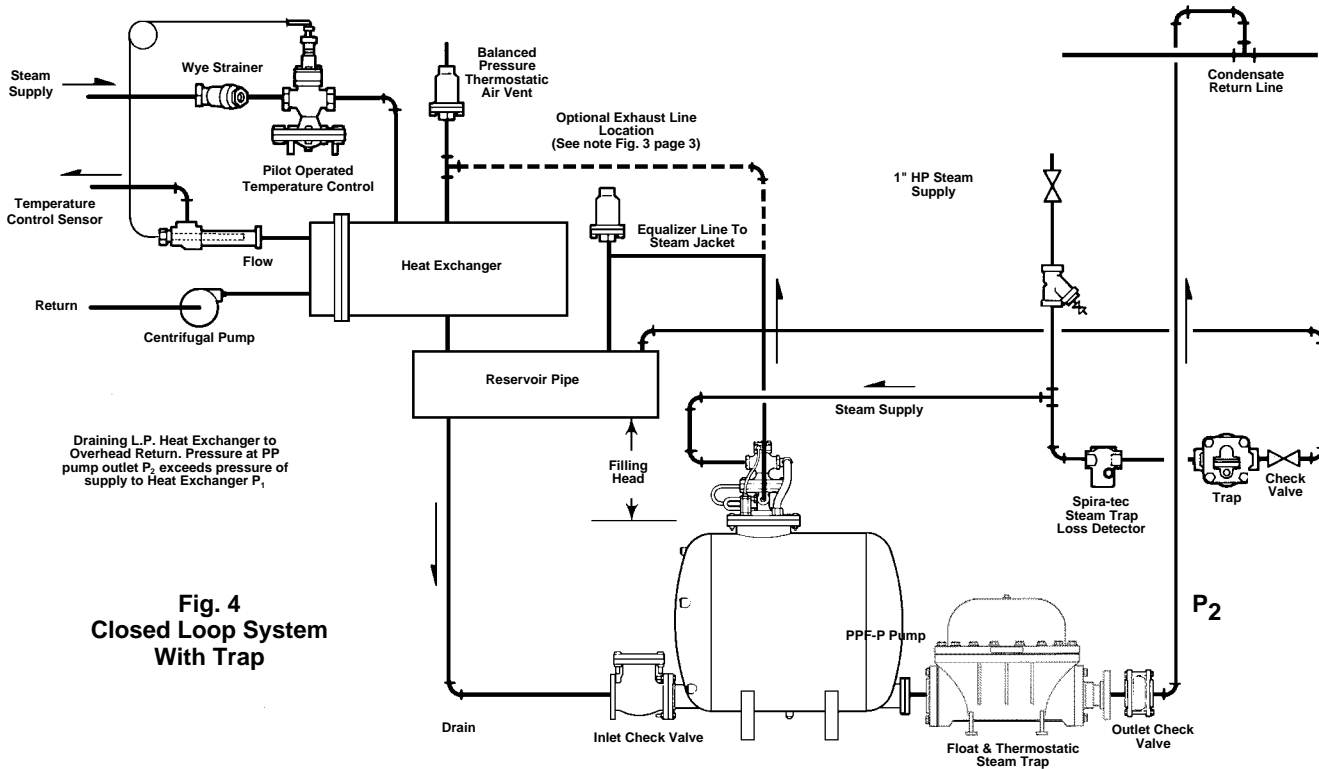 Steam
Supply
Wye Strainer
Pilot Operated
Temperature Control
Balanced
Pressure
Thermostatic
Air Vent
Optional Exhaust Line
Location
(See note Fig. 3 page 3)
Condensate
Return Line
1" HP Steam
Supply
Temperature
Control Sensor
Flow
Heat Exchanger
Equalizer Line To
Steam Jacket
Return
Centrifugal Pump
Reservoir Pipe
Steam Supply
Draining L.P. Heat Exchanger to
Overhead Return. Pressure at PP
pump outlet P₂ exceeds pressure of
supply to Heat Exchanger P₁
Filling
Head
Spira-tec
Steam Trap
Loss Detector
Trap
Check
Valve
Fig. 4
Closed Loop System
With Trap
P₂
PPF-P Pump
Drain
Inlet Check Valve
Float & Thermostatic
Steam Trap
Outlet Check
Valve